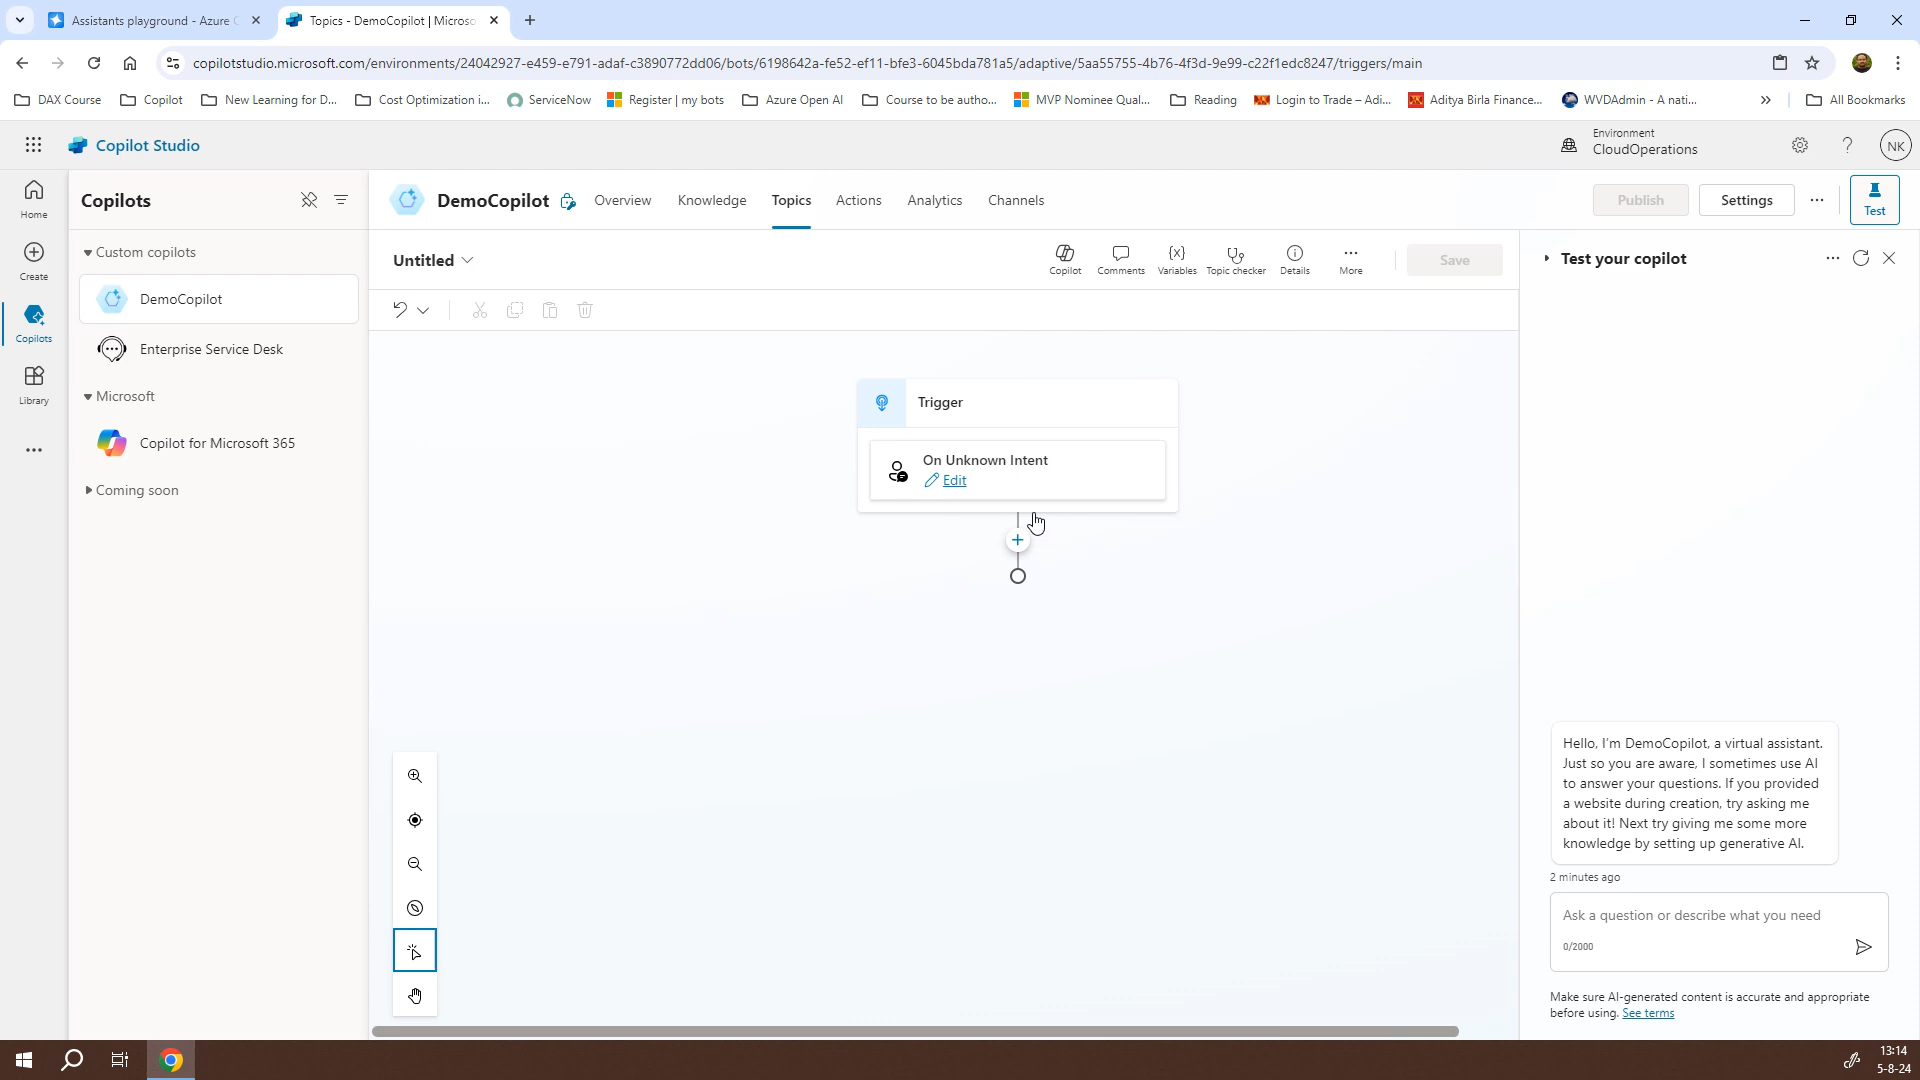 Assistants playground - Azure
Topics - DemoCopilot | Microso
copilotstudio.microsoft.com/environments/24042927-e459-e791-adaf-c3890772dd06/bots/6198642a-fe52-ef11-bfe3-6045bda781a5/adaptive/5aa55755-4b76-4f3d-9e99-c22f1edc8247/triggers/main
DAX Course
Copilot
New Learning for D...
Cost Optimization i...
ServiceNow
Register | my bots
Azure Open AI
Course to be autho...
MVP Nominee Qual...
Reading
Login to Trade – Adi...
Aditya Birla Finance...
WVDAdmin - A nati...
All Bookmarks
Copilot Studio
Environment
CloudOperations
NK
Home
Create
Copilots
Library
Copilots
Custom copilots
DemoCopilot
Enterprise Service Desk
Microsoft
Copilot for Microsoft 365
Coming soon
DemoCopilot
Overview
Knowledge
Topics
Actions
Analytics
Channels
Publish
Settings
Test
Untitled
Copilot
Comments
Variables
Topic checker
Details
More
Save
Trigger
On Unknown Intent
Edit
Test your copilot
Hello, I'm DemoCopilot, a virtual assistant.
Just so you are aware, I sometimes use AI
to answer your questions. If you provided
a website during creation, try asking me
about it! Next try giving me some more
knowledge by setting up generative AI.
2 minutes ago
Ask a question or describe what you need
0/2000
Make sure AI-generated content is accurate and appropriate
before using. See terms
13:14
5-8-24